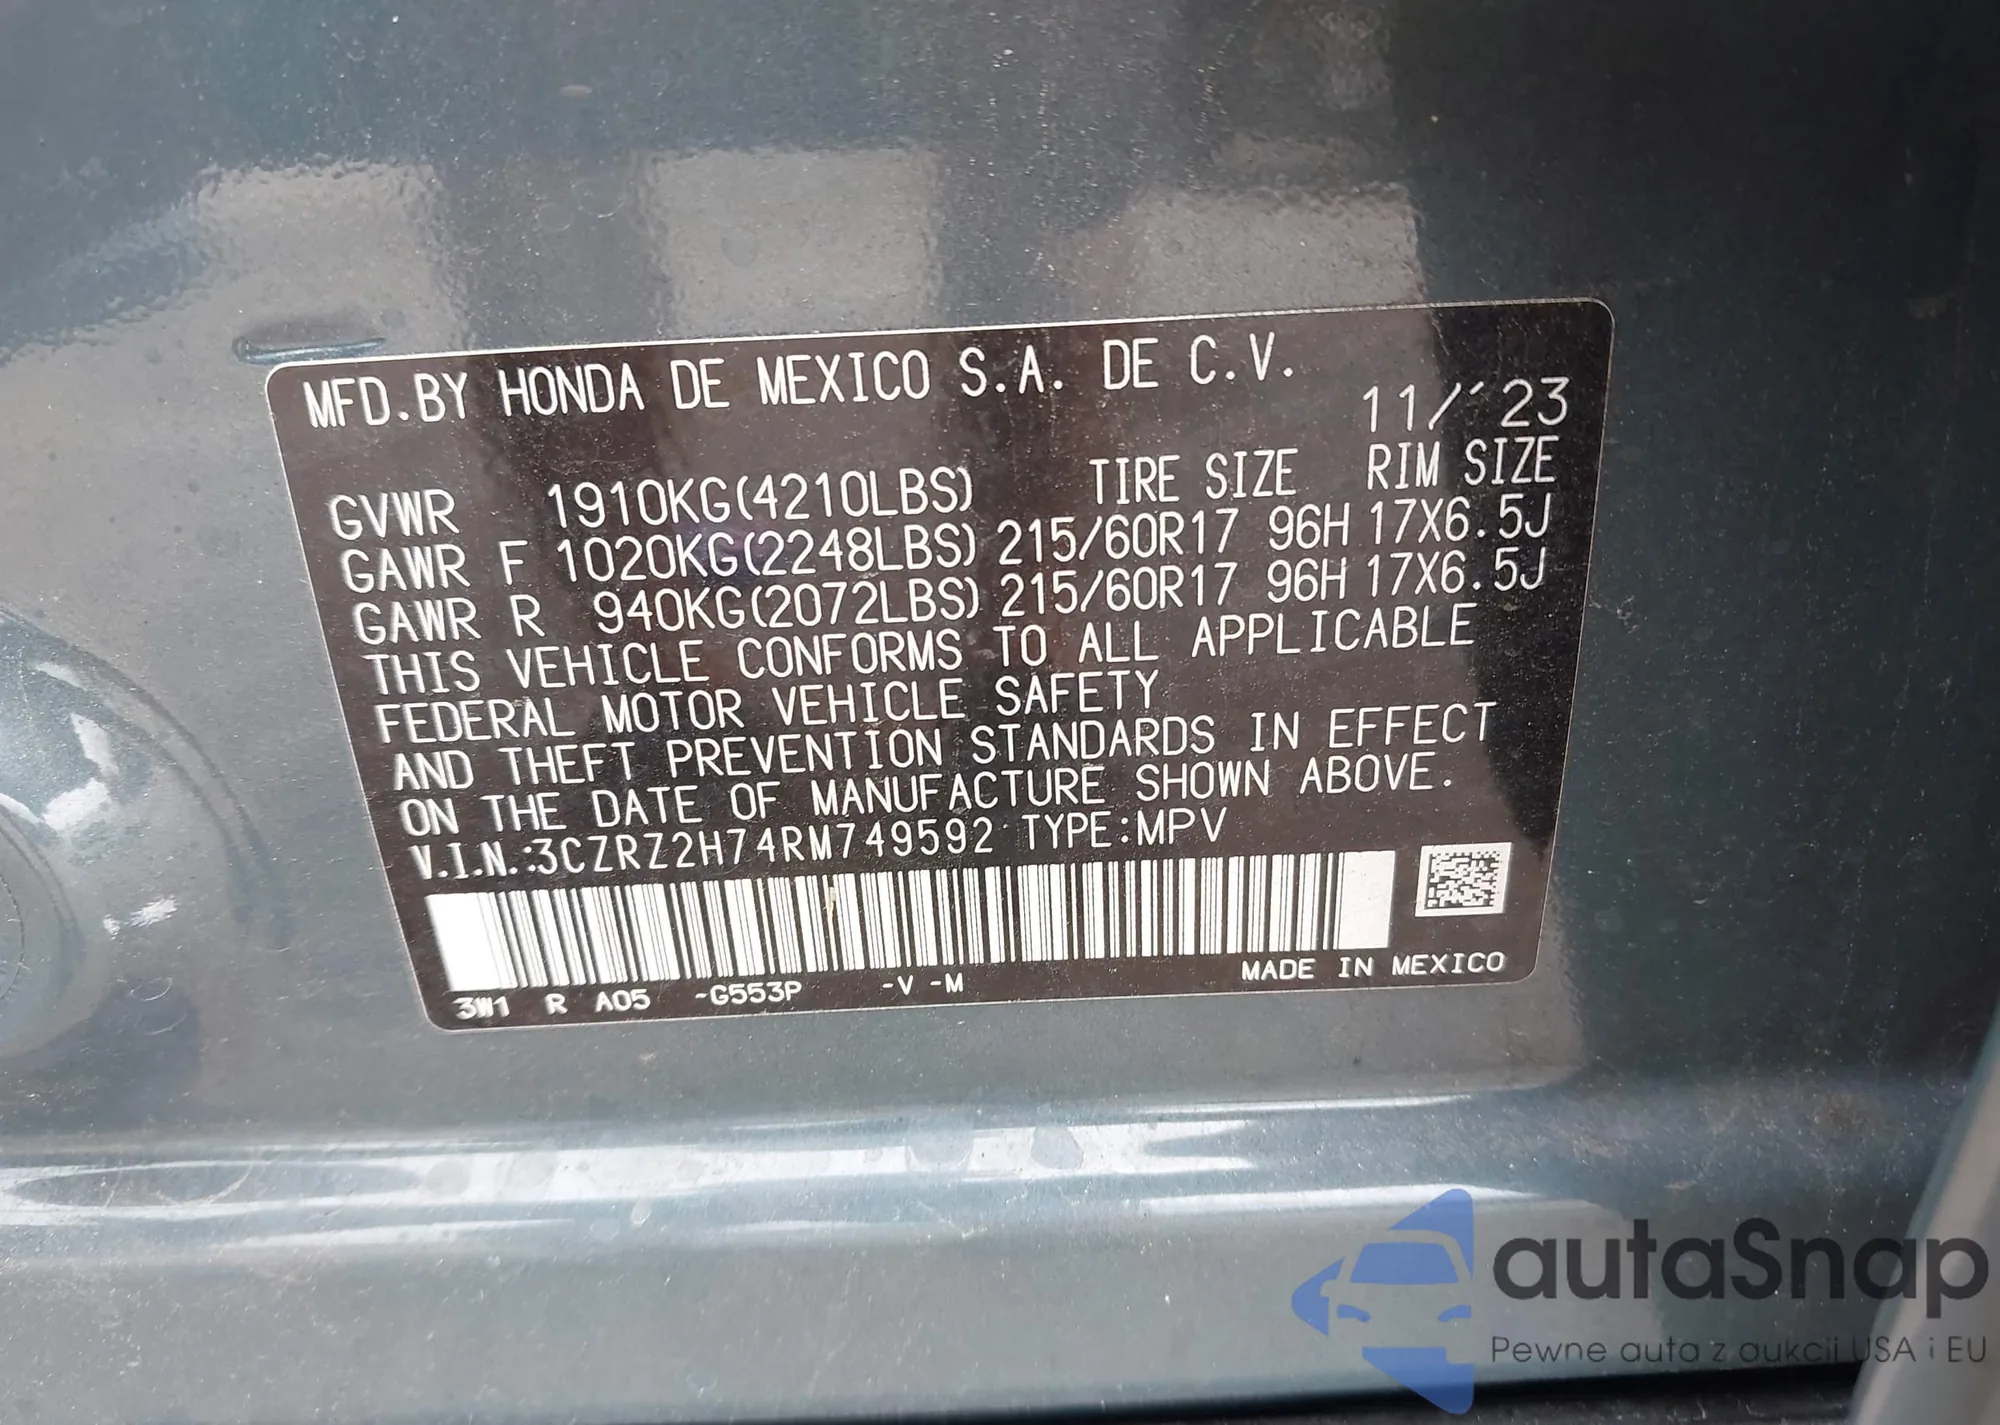 MFD.BY HONDA DE MEXICO S.A. DE C.V.
11/'23
GVWR 1910KG(4210LBS) TIRE SIZE RIM SIZE
GAWR F 1020KG(2248LBS) 215/60R17 96H 17X6.5J
GAWR R 940KG(2072LBS) 215/60R17 96H 17X6.5J
THIS VEHICLE CONFORMS TO ALL APPLICABLE
FEDERAL MOTOR VEHICLE SAFETY
AND THEFT PREVENTION STANDARDS IN EFFECT
ON THE DATE OF MANUFACTURE SHOWN ABOVE.
V.I.N.:3CZRZ2H74RM749592 TYPE:MPV
3W1 R A05 -G553P -V -M MADE IN MEXICO
autaSnap
Pewne auta z aukcji USA i EU